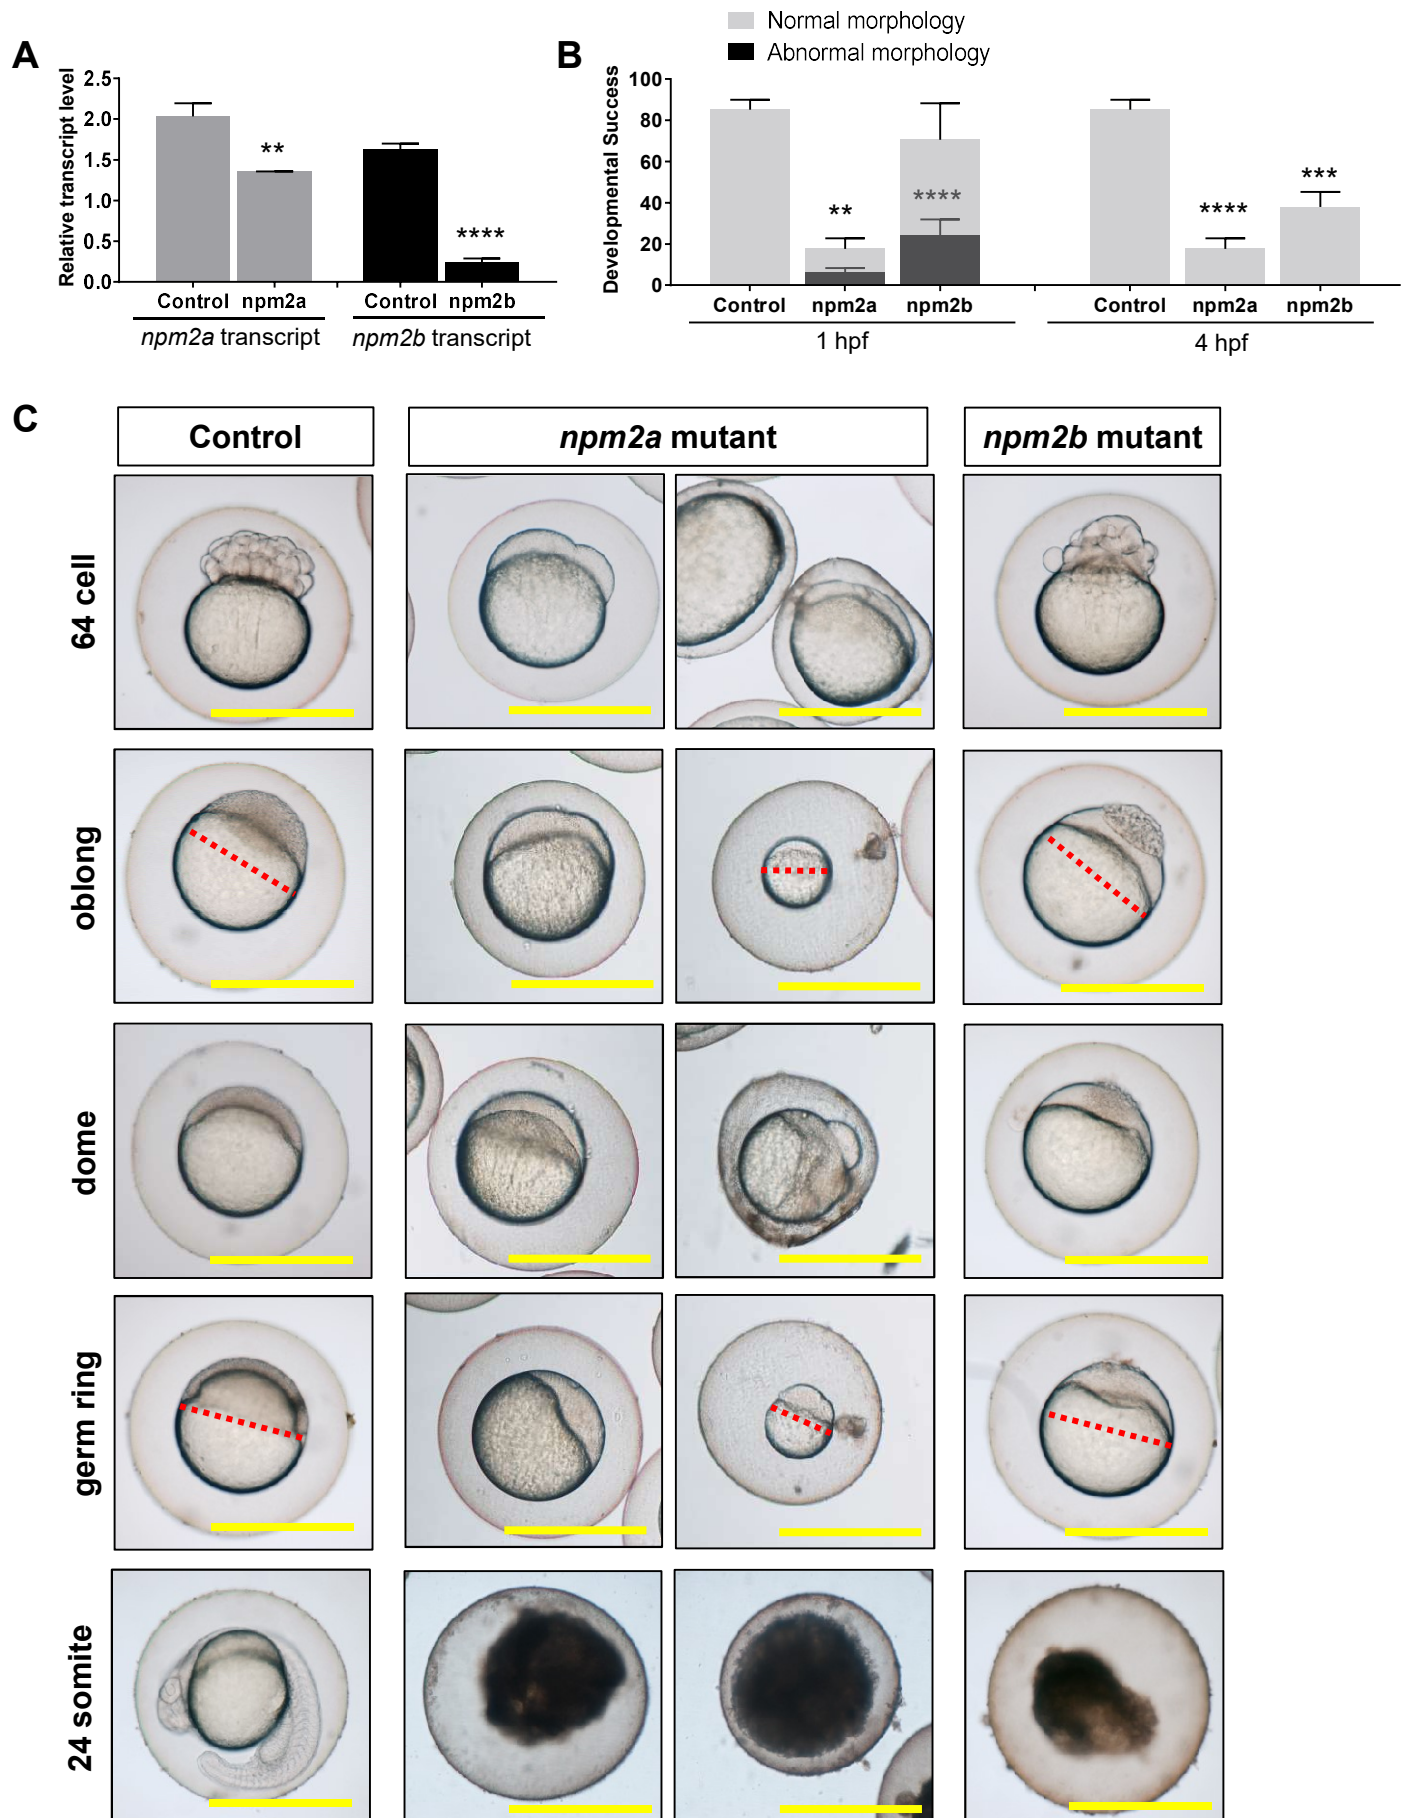 A
Relative transcript level
2.5
2.0
1.5
1.0
0.5
0.0
**
****
Control npm2a Control npm2b
npm2a transcript npm2b transcript
B
Normal morphology
Abnormal morphology
Developmental Success
100
80
60
40
20
0
**
****
****
***
Control npm2a npm2b Control npm2a npm2b
1 hpf 4 hpf
C
Control npm2a mutant npm2b mutant
64 cell
oblong
dome
germ ring
24 somite